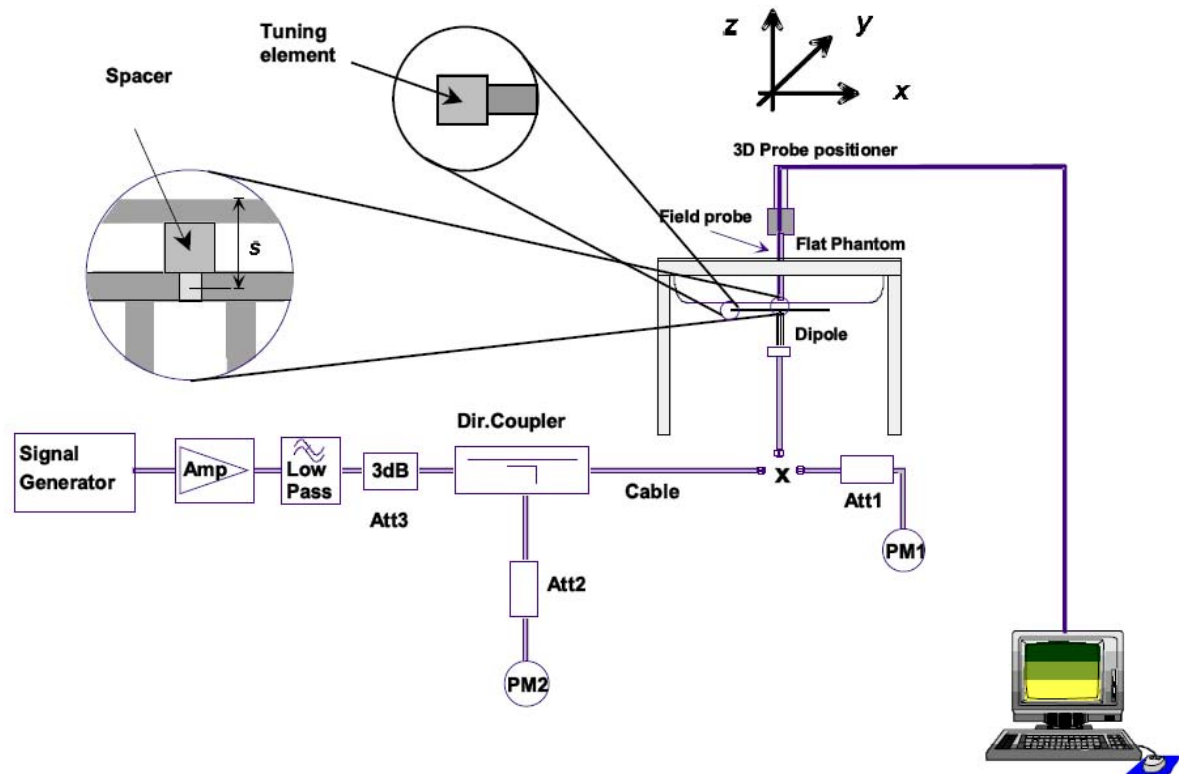 Tuning
element
Spacer
s
z
y
x
3D Probe positioner
Field probe
Flat Phantom
Dipole
Dir.Coupler
Signal
Generator
Amp
Low
Pass
3dB
Att3
Cable
x
Att1
PM1
Att2
PM2